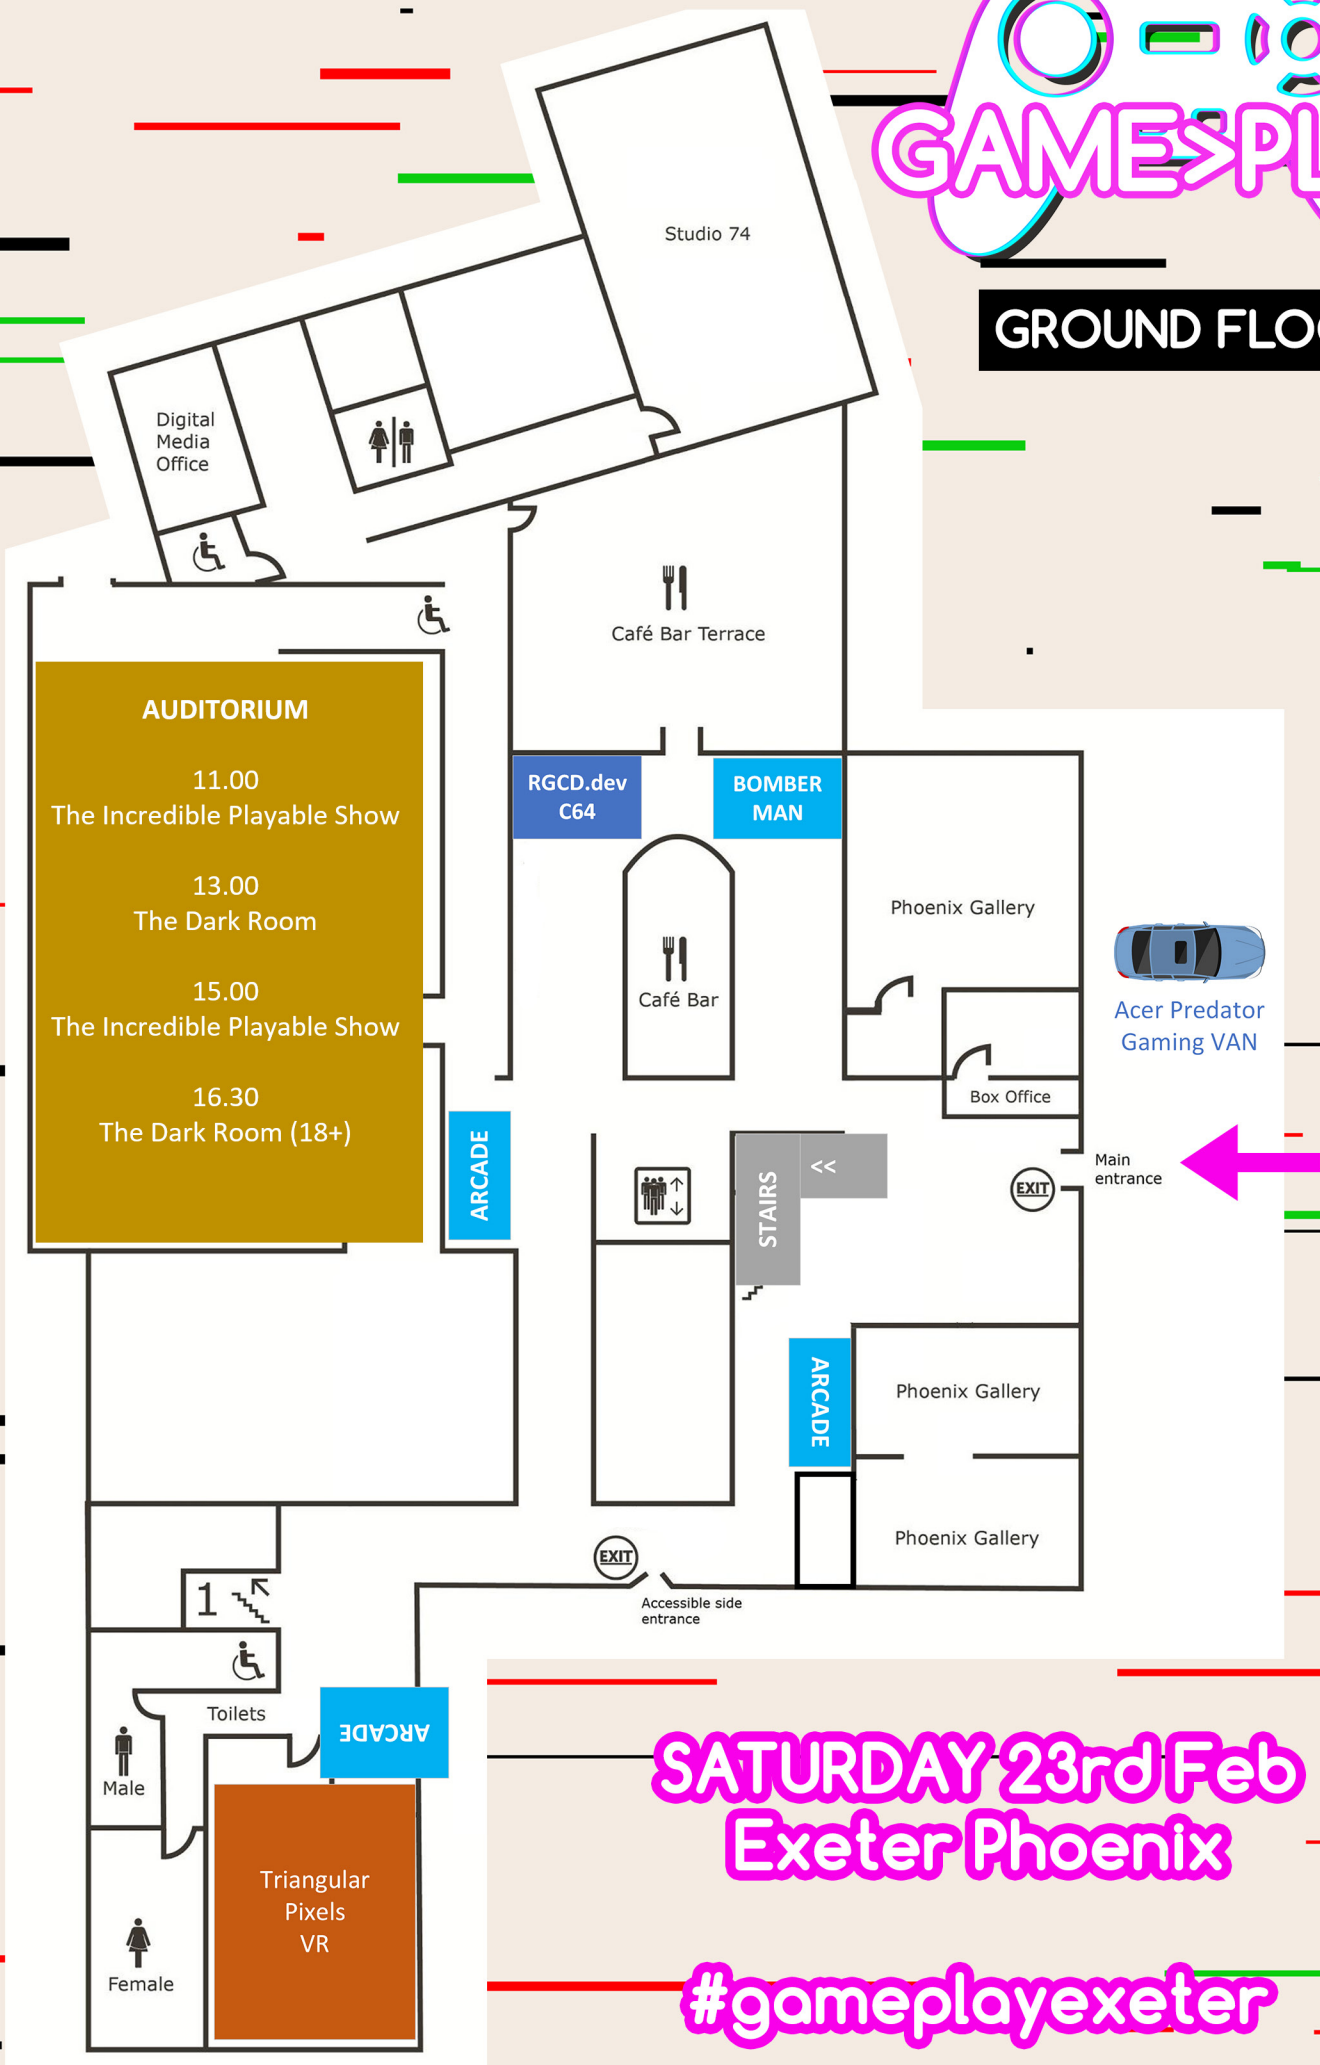 GAME>PL
GROUND FLOO
Studio 74
Digital
Media
Office
Café Bar Terrace
AUDITORIUM
11.00
The Incredible Playable Show
13.00
The Dark Room
15.00
The Incredible Playable Show
16.30
The Dark Room (18+)
RGCD.dev
C64
BOMBER
MAN
Phoenix Gallery
Café Bar
Acer Predator
Gaming VAN
Box Office
ARCADE
STAIRS
<<
EXIT
Main
entrance
ARCADE
Phoenix Gallery
Phoenix Gallery
EXIT
Accessible side
entrance
1
Toilets
ARCADE
Male
Triangular
Pixels
VR
Female
SATURDAY 23rd Feb
Exeter Phoenix
#gameplayexeter